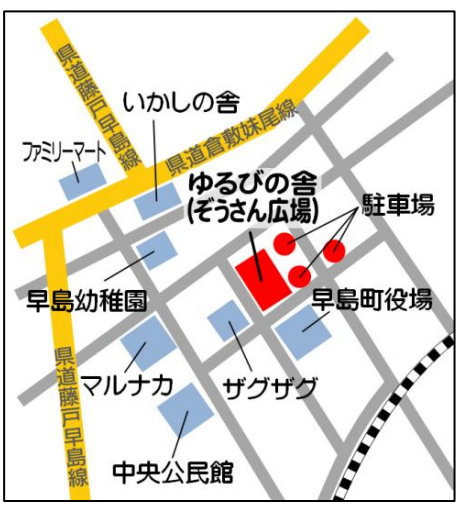 県道藤戸早島線
いかしの舎
ファミリーマート
県道倉敷妹尾線
ゆるびの舎
(ぞうさん広場)
駐車場
早島幼稚園
早島町役場
県道藤戸早島線
マルナカ
ザグザグ
中央公民館